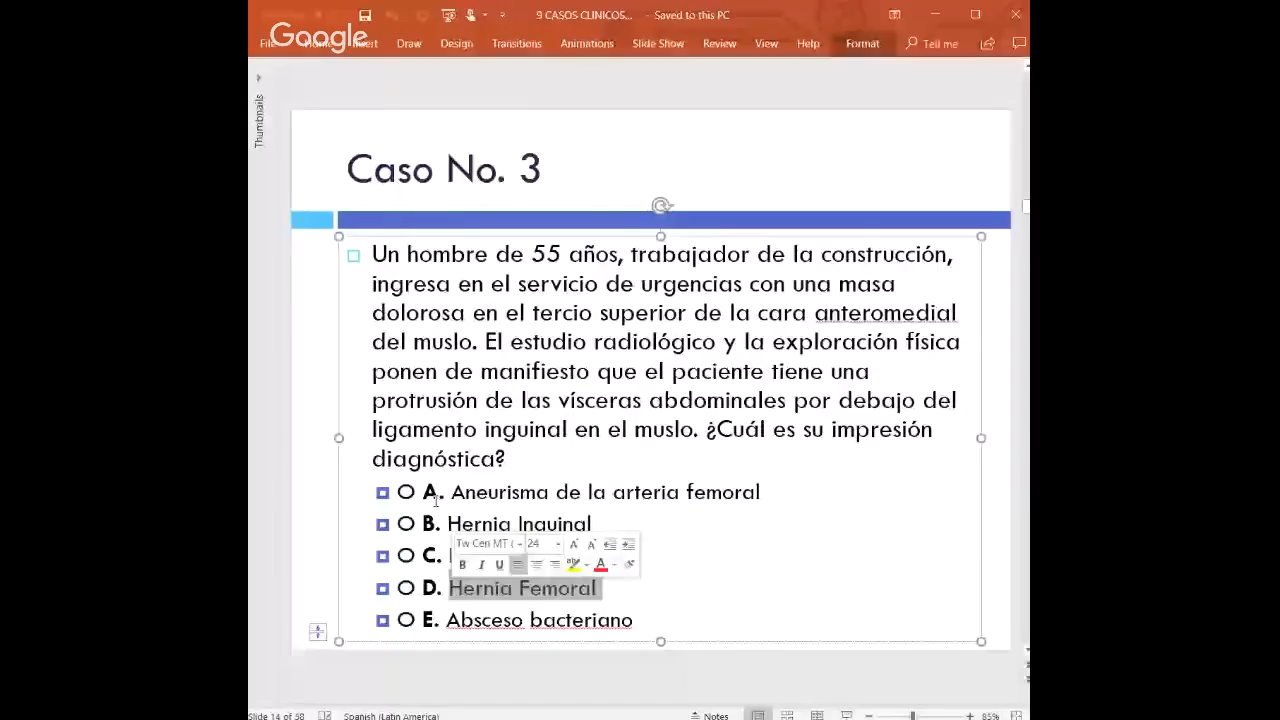 9 CASOS CLINICOS... - Saved to this PC
Google
File Insert Draw Design Transitions Animations Slide Show Review View Help Format Tell me
Thumbnails
Caso No. 3
Un hombre de 55 años, trabajador de la construcción,
ingresa en el servicio de urgencias con una masa
dolorosa en el tercio superior de la cara anteromedial
del muslo. El estudio radiológico y la exploración física
ponen de manifiesto que el paciente tiene una
protrusión de las vísceras abdominales por debajo del
ligamento inguinal en el muslo. ¿Cuál es su impresión
diagnóstica?
A. Aneurisma de la arteria femoral
B. Hernia Inguinal
Tw Cen MT ( 24
C.
B I U
D. Hernia Femoral
E. Absceso bacteriano
Slide 14 of 58 Spanish (Latin America) Notes 85%